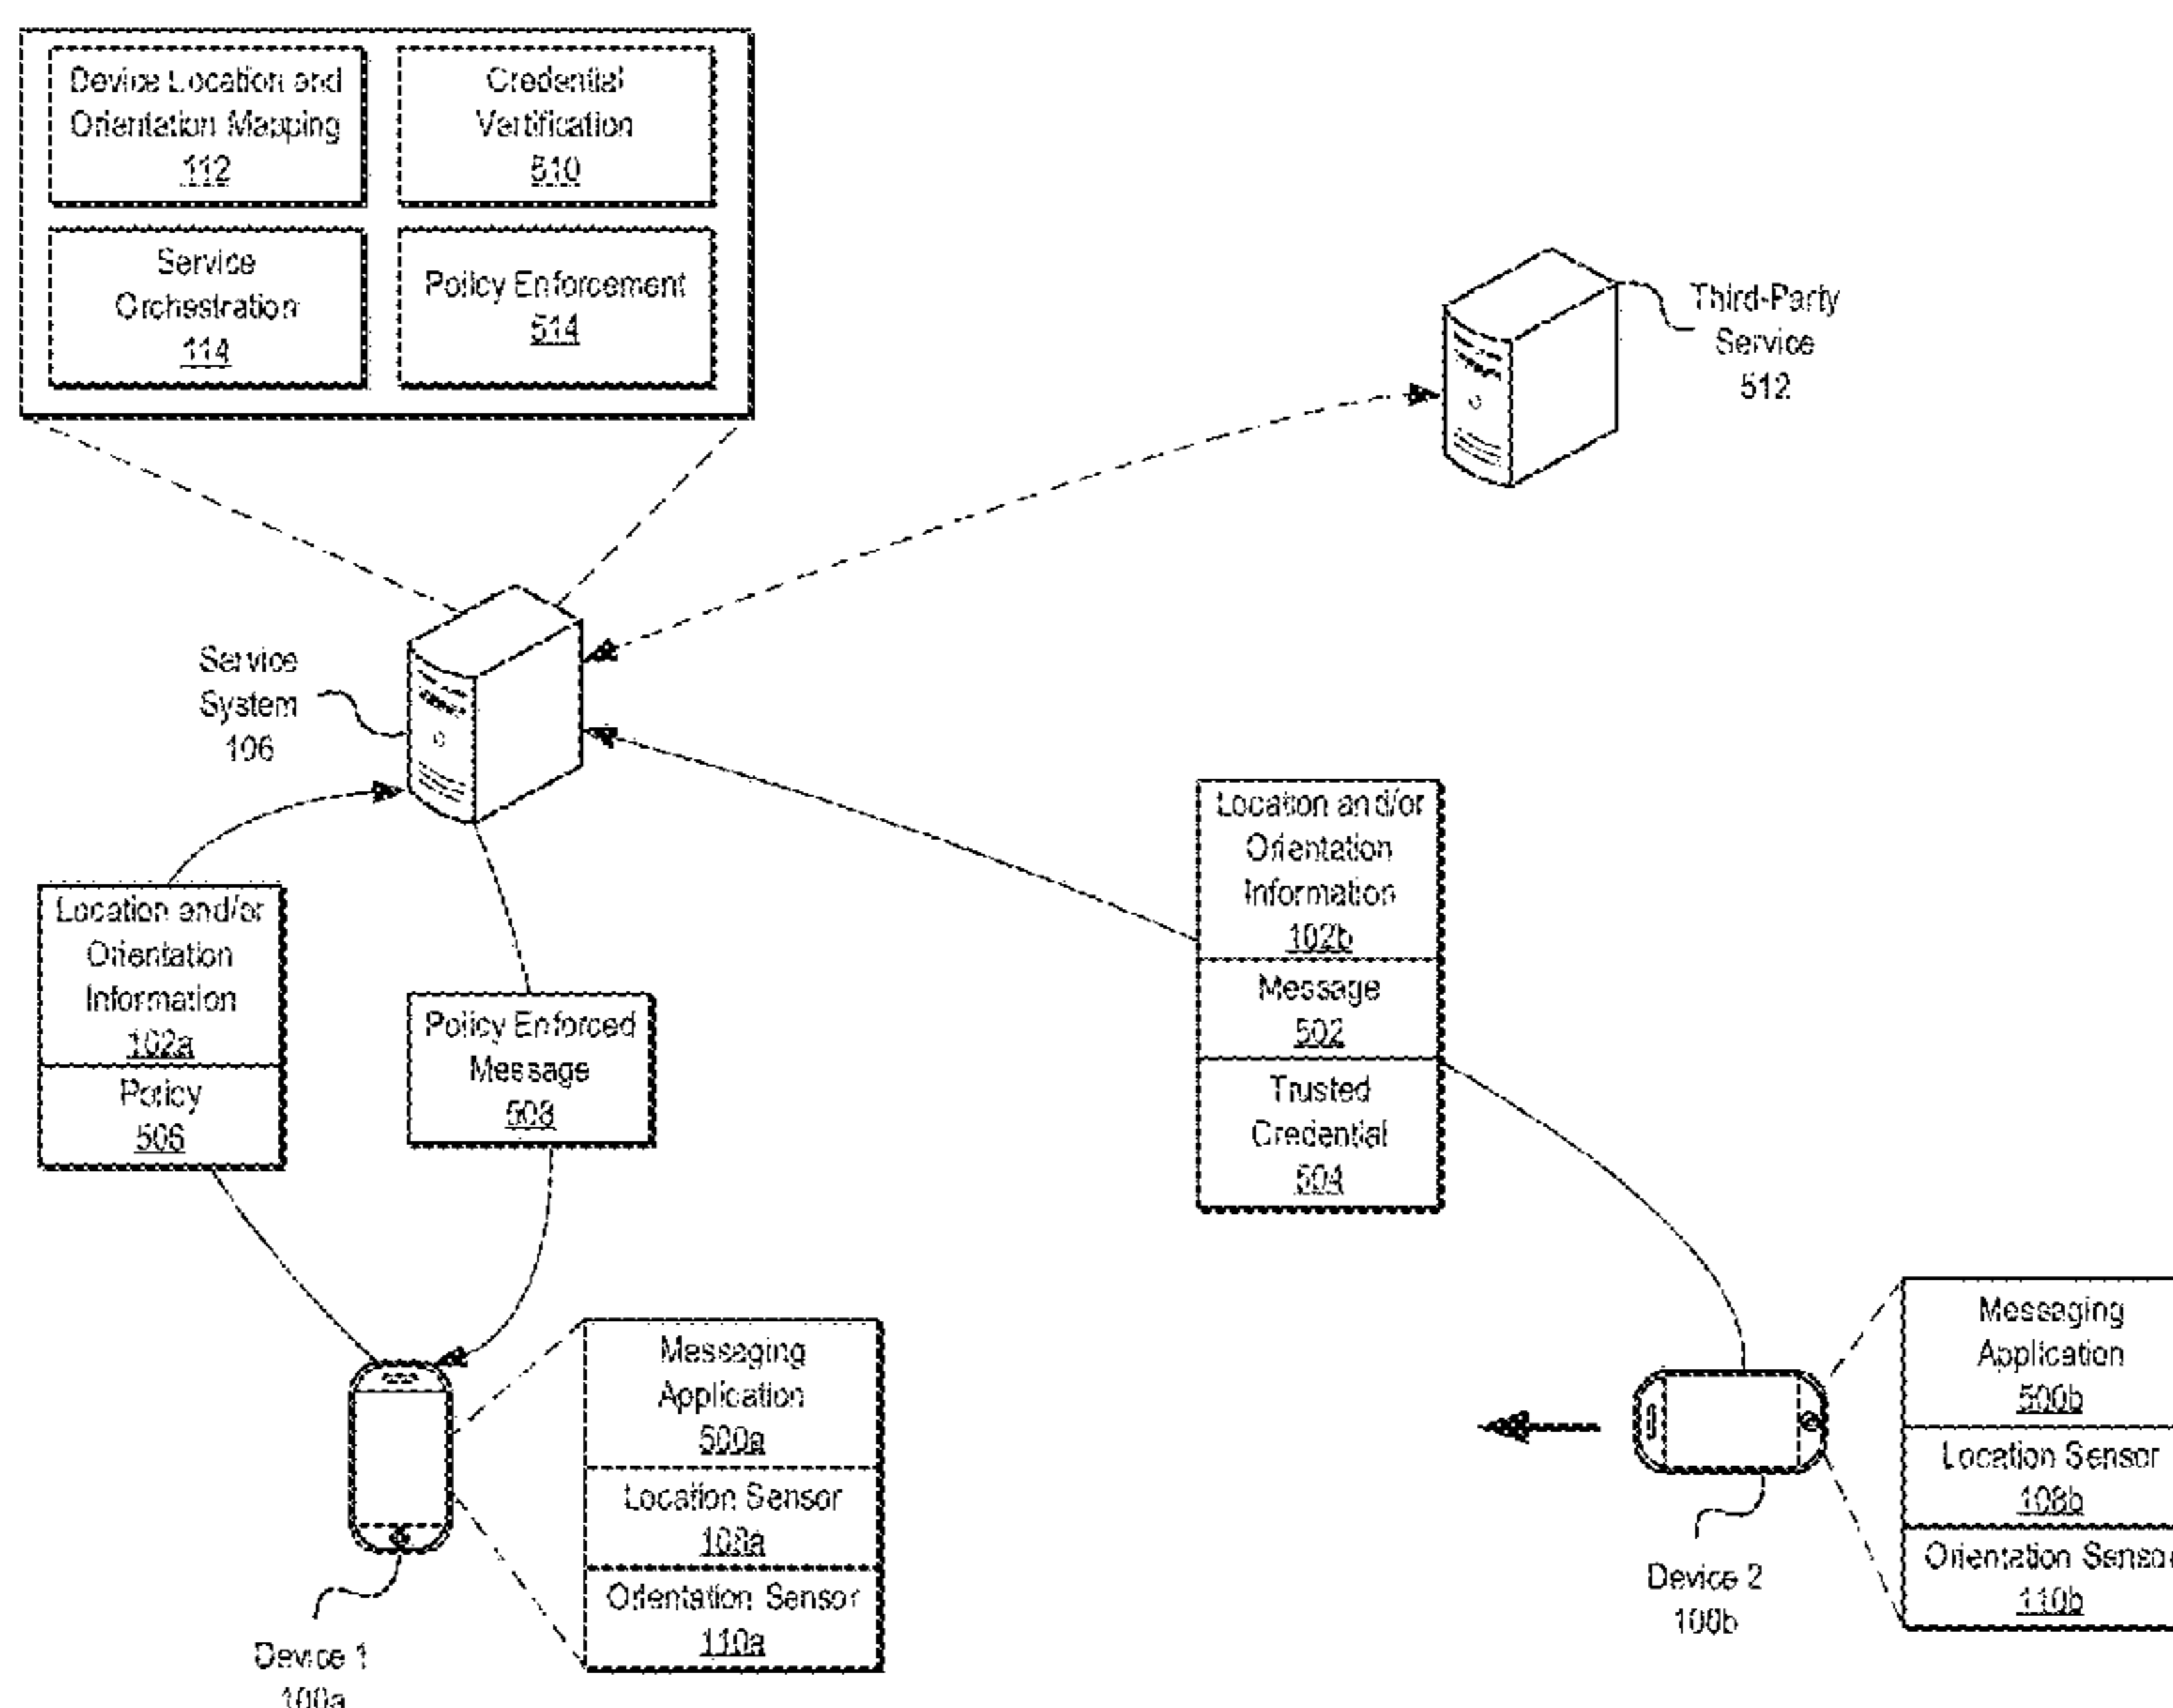 Device Location and
Orientation Mapping
112
Credential
Vertification
510
Service
Orchestration
114
Policy Enforcement
514
Third-Party
Service
512
Service
System
106
Location and/or
Orientation
Information
102a
Policy
506
Policy Enforced
Message
508
Location and/or
Orientation
Information
102b
Message
502
Trusted
Credential
504
Messaging
Application
500a
Location Sensor
108a
Orientation Sensor
110a
Device 1
100a
Messaging
Application
500b
Location Sensor
108b
Orientation Senso
110b
Device 2
100b